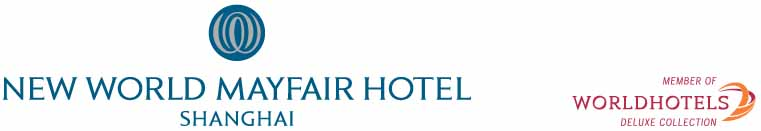 NEW WORLD MAYFAIR HOTEL
SHANGHAI
MEMBER OF
WORLDHOTELS
DELUXE COLLECTION